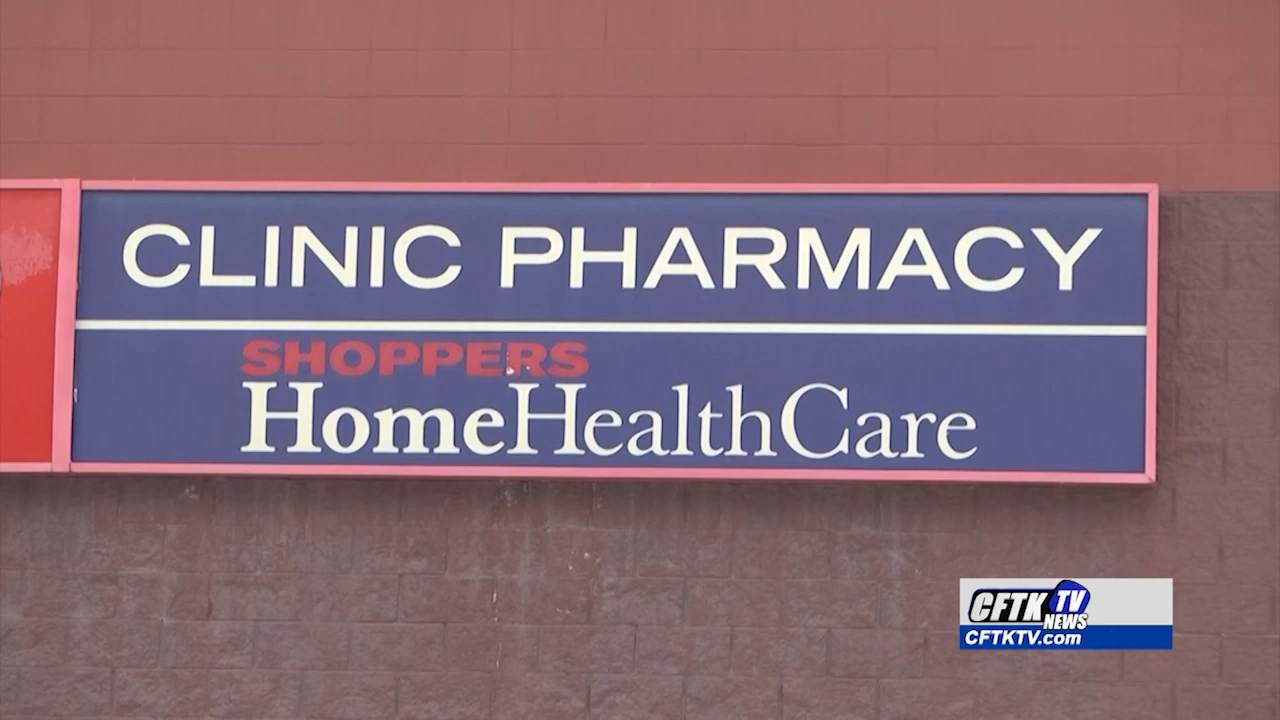 CLINIC PHARMACY
SHOPPERS
HomeHealthCare
CFTK TV
NEWS
CFTKTV.com